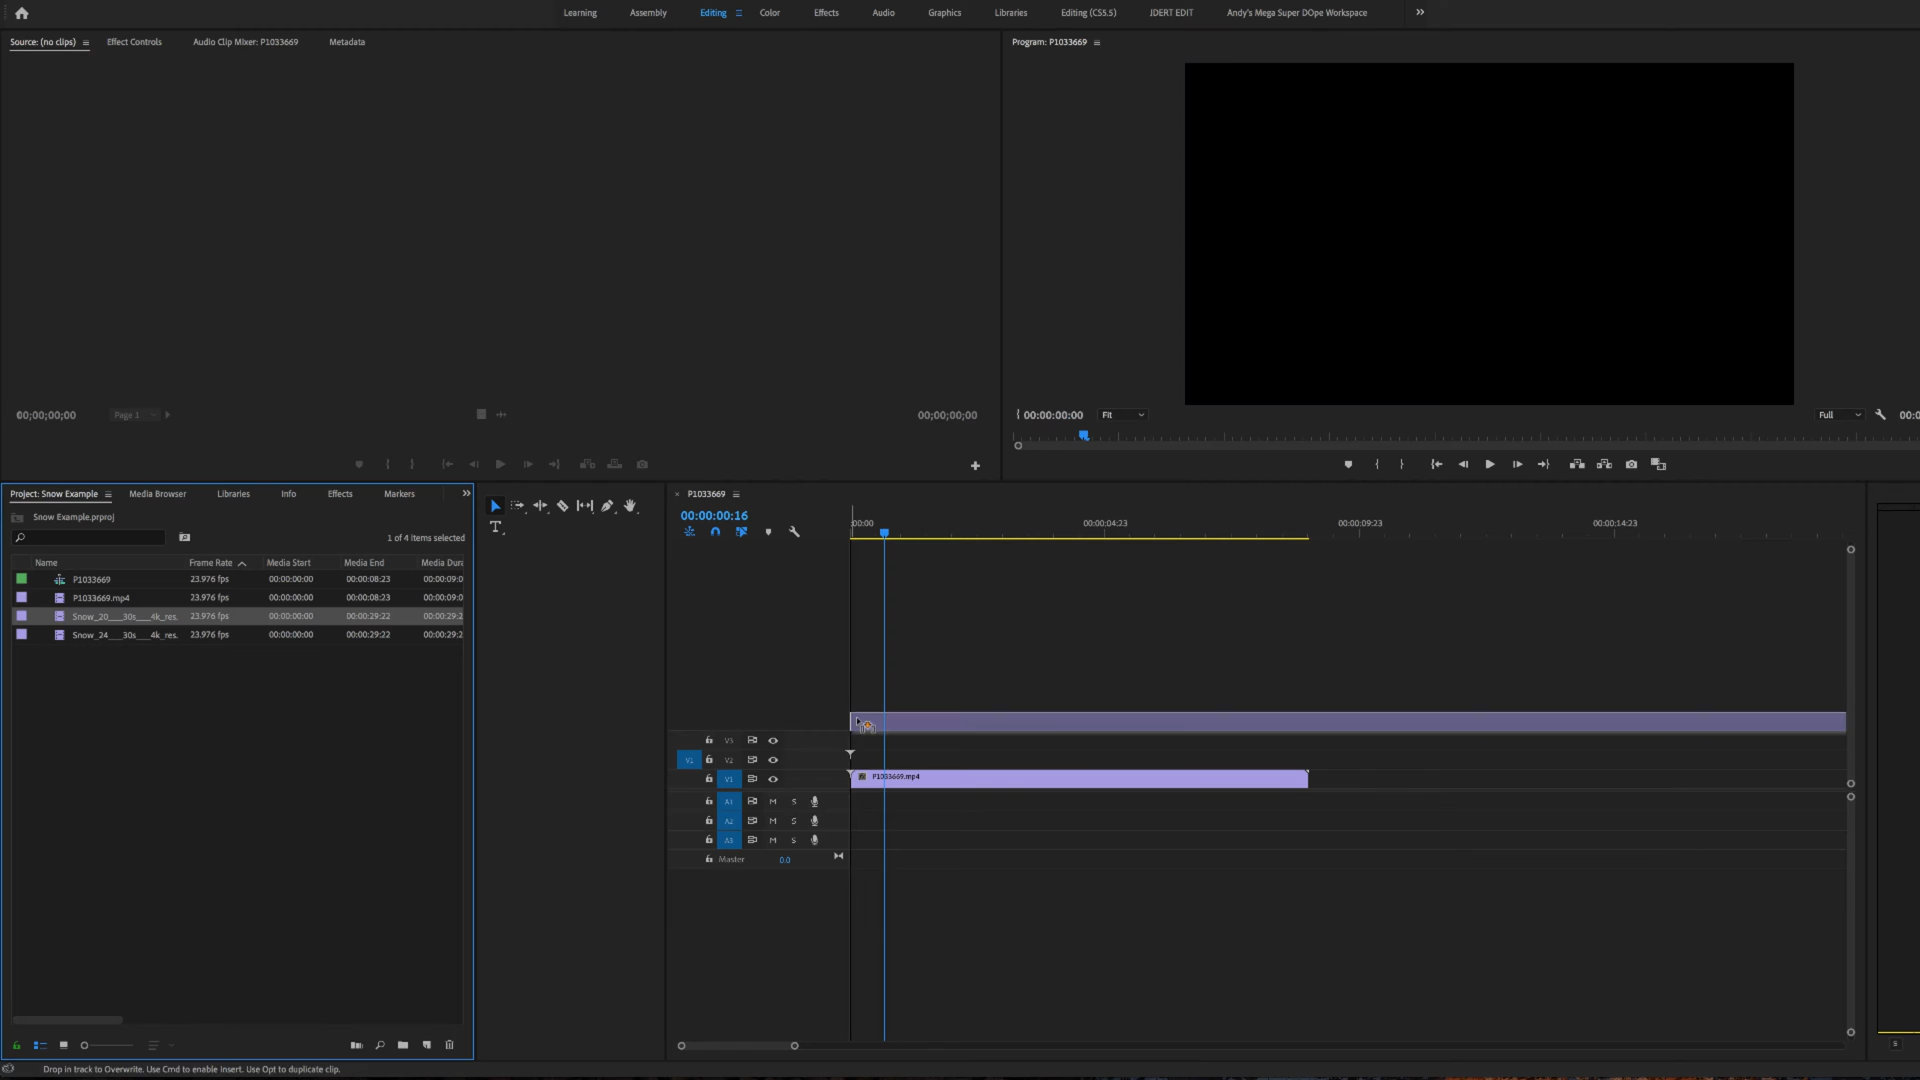 Learning Assembly Editing Color Effects Audio Graphics Libraries Editing (CS5.5) JDERT EDIT Andy's Mega Super DOpe Workspace
Source: (no clips) Effect Controls Audio Clip Mixer: P1033669 Metadata
Program: P1033669
00;00;00;00 Page 1 00;00;00;00
00:00:00:00 Fit Full 00:0
Project: Snow Example Media Browser Libraries Info Effects Markers
Snow Example.prproj
1 of 4 items selected
Name Frame Rate Media Start Media End Media Dura
P1033669 23.976 fps 00:00:00:00 00:00:08:23 00:00:09:0
P1033669.mp4 23.976 fps 00:00:00:00 00:00:08:23 00:00:09:0
Snow_20___30s___4k_res. 23.976 fps 00:00:00:00 00:00:29:22 00:00:29:2
Snow_24___30s___4k_res. 23.976 fps 00:00:00:00 00:00:29:22 00:00:29:2
P1033669
00:00:00:16
:00:00 00:00:04:23 00:00:09:23 00:00:14:23
V3
V1 V2
V1 P1033669.mp4
A1 M S
A2 M S
A3 M S
Master 0.0
S
Drop in track to Overwrite. Use Cmd to enable Insert. Use Opt to duplicate clip.